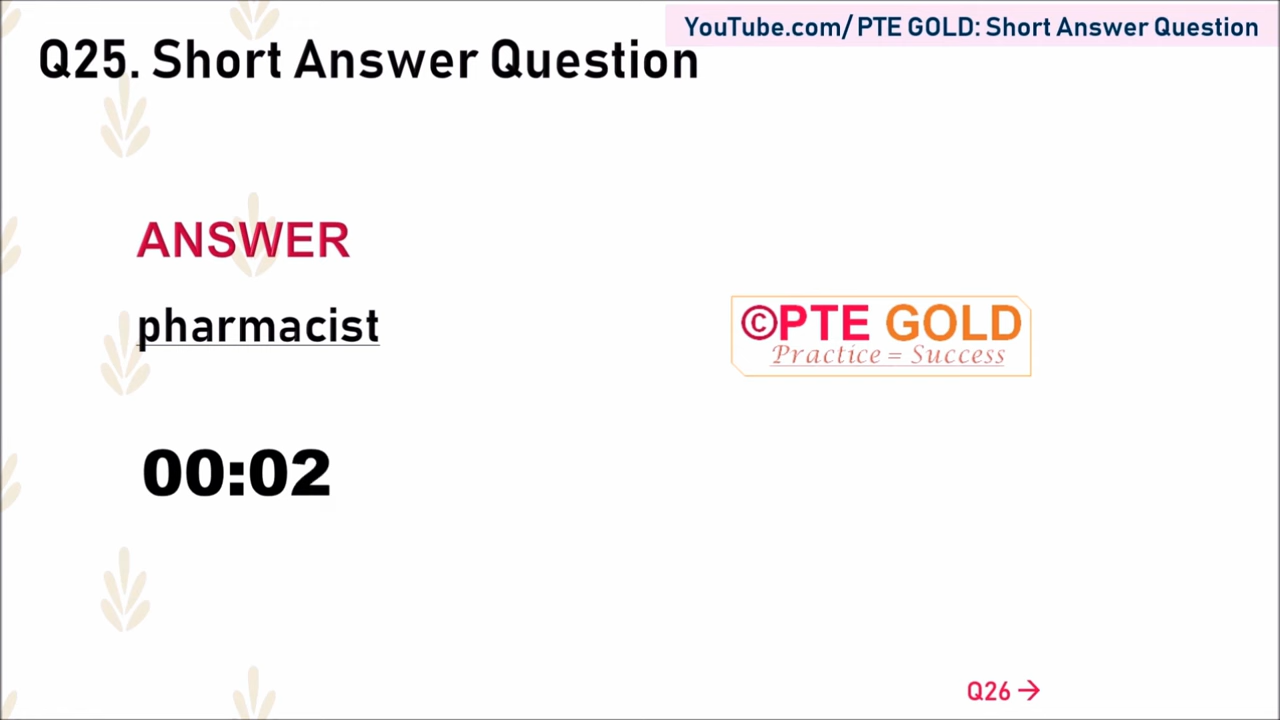 YouTube.com/ PTE GOLD: Short Answer Question
Q25. Short Answer Question
ANSWER
pharmacist
©PTE GOLD
Practice = Success
00:02
Q26 →